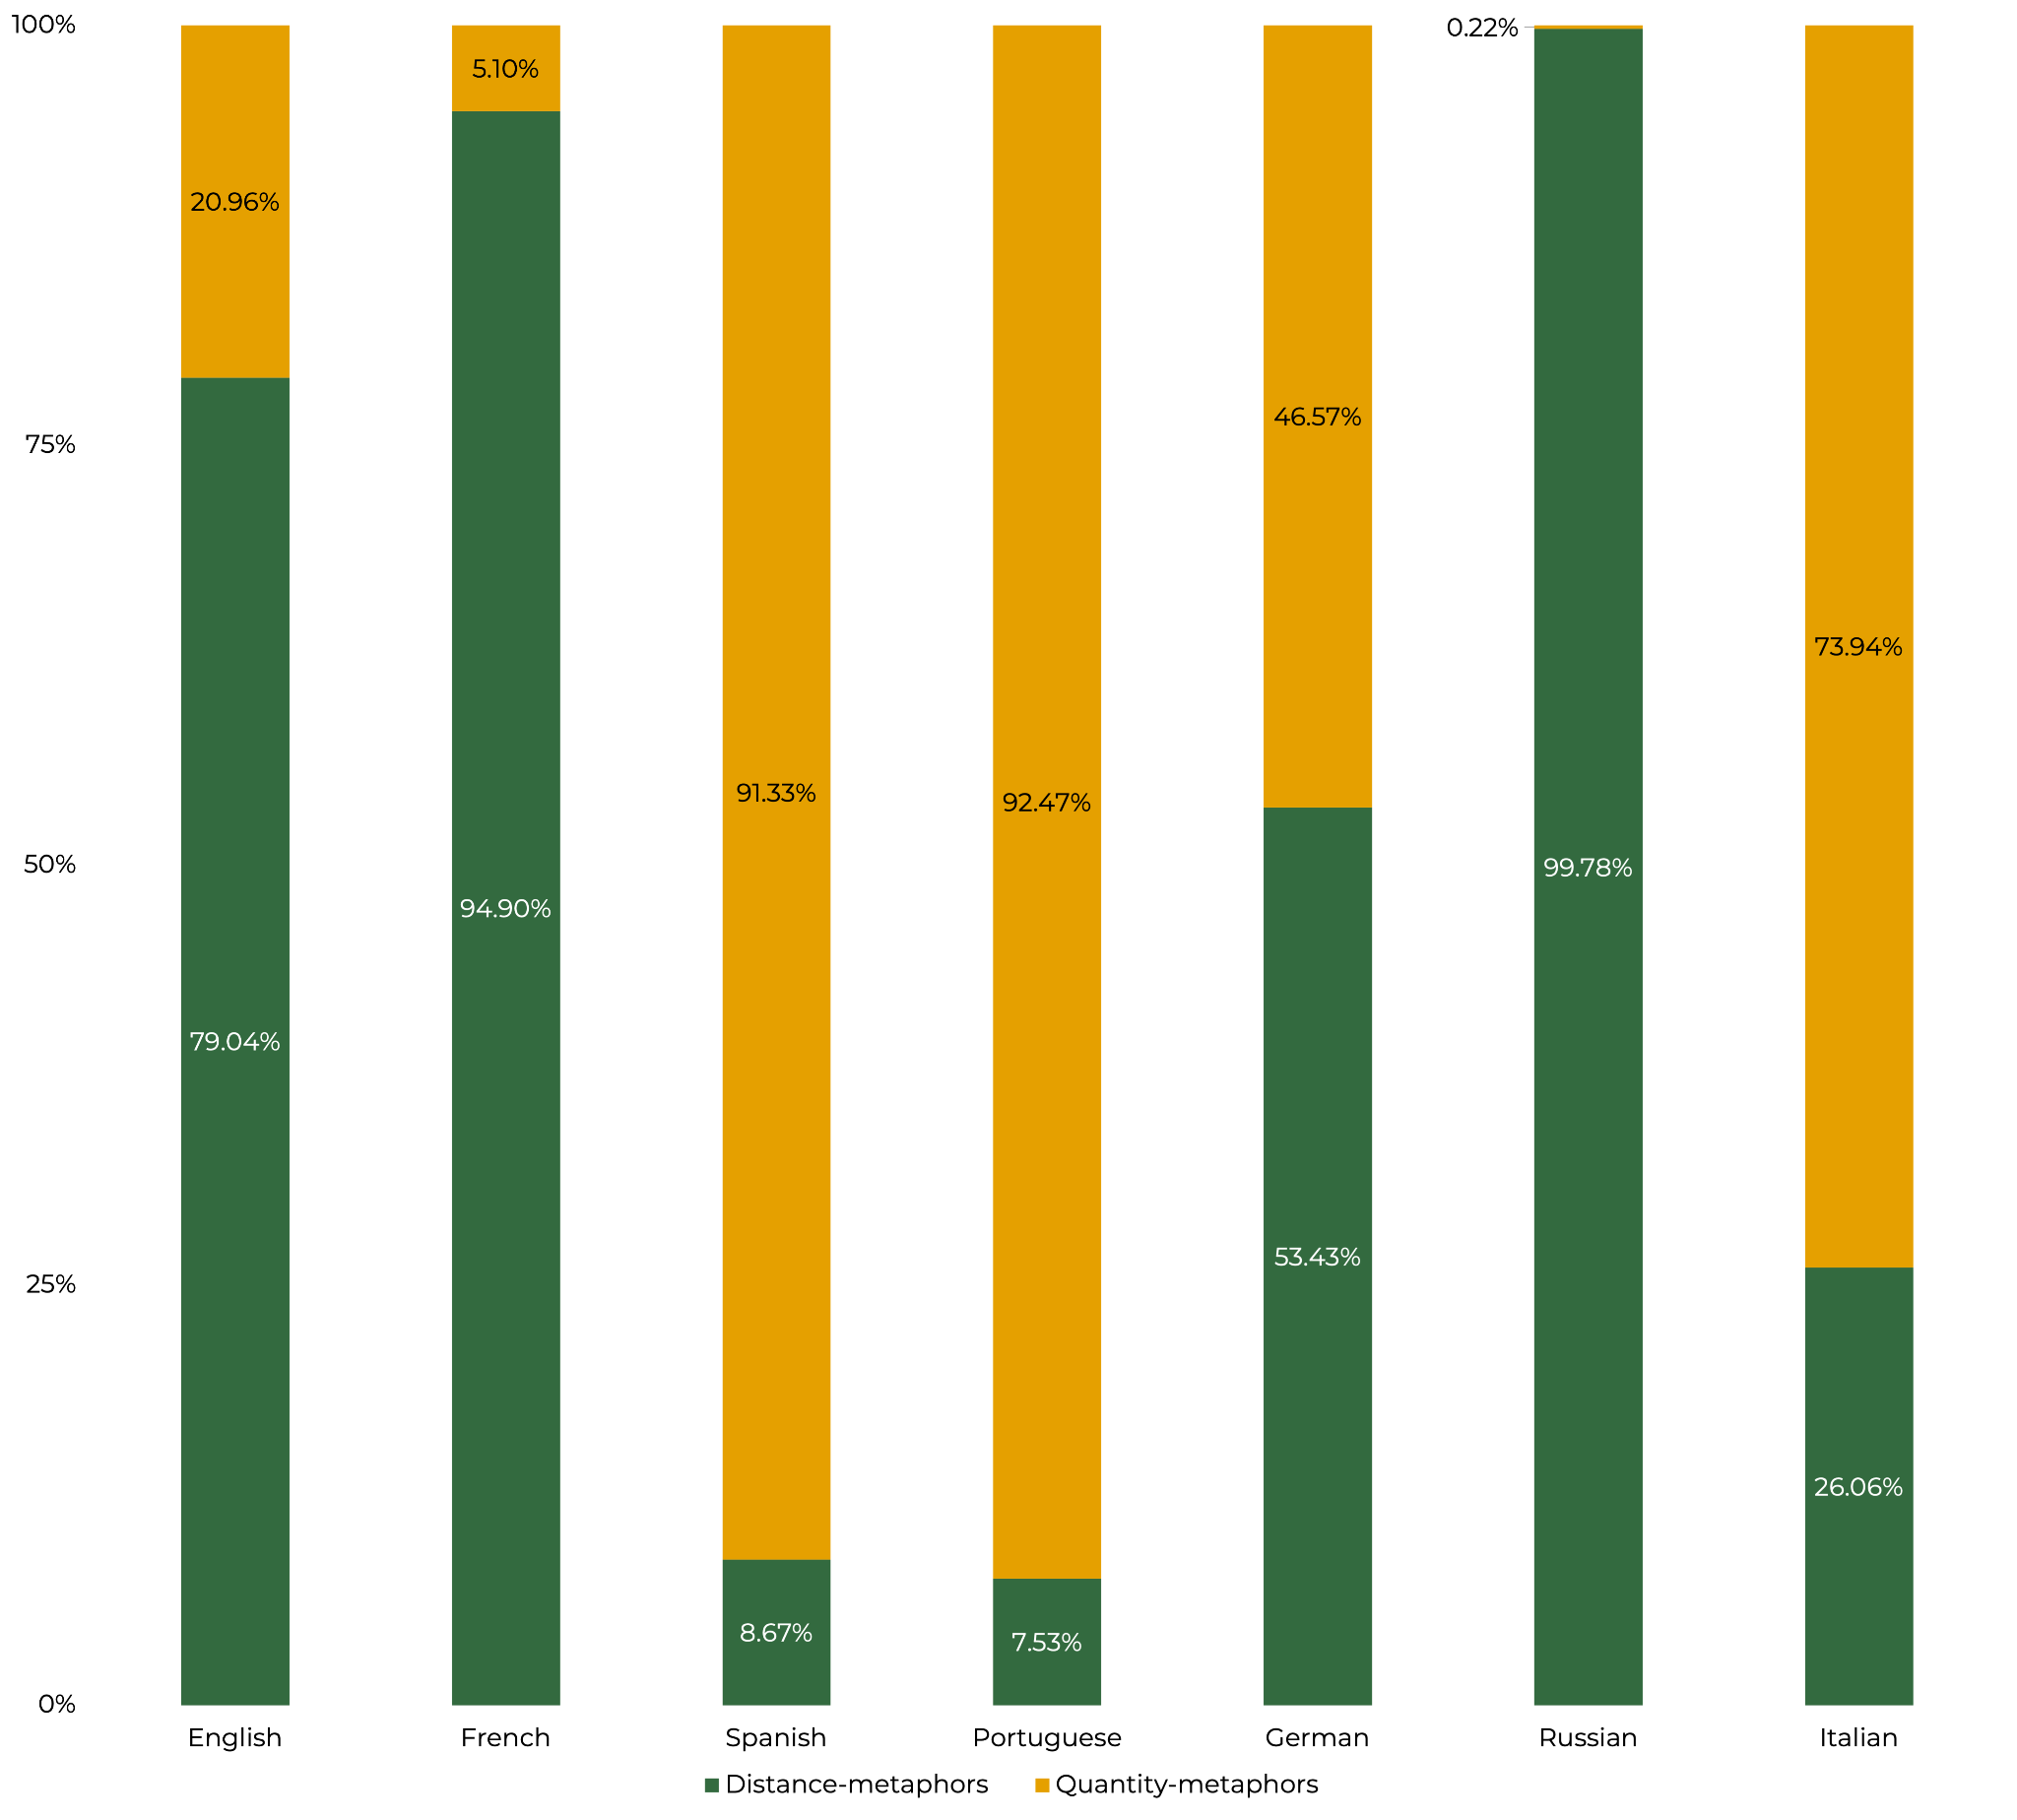 100%
75%
50%
25%
0%
20.96%
79.04%
5.10%
94.90%
91.33%
8.67%
92.47%
7.53%
46.57%
53.43%
0.22%
99.78%
73.94%
26.06%
English
French
Spanish
Portuguese
German
Russian
Italian
Distance-metaphors
Quantity-metaphors